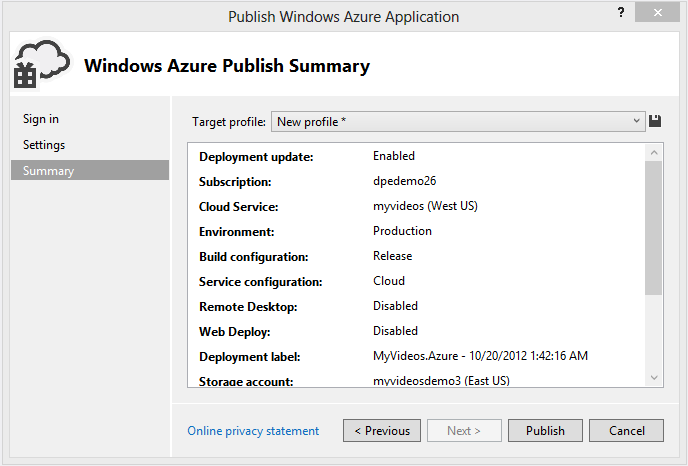 Publish Windows Azure Application
?
Windows Azure Publish Summary
Sign in
Settings
Summary
Target profile: New profile *
Deployment update: Enabled
Subscription: dpedemo26
Cloud Service: myvideos (West US)
Environment: Production
Build configuration: Release
Service configuration: Cloud
Remote Desktop: Disabled
Web Deploy: Disabled
Deployment label: MyVideos.Azure - 10/20/2012 1:42:16 AM
Storage account: myvideosdemo3 (East US)
Online privacy statement < Previous Next > Publish Cancel